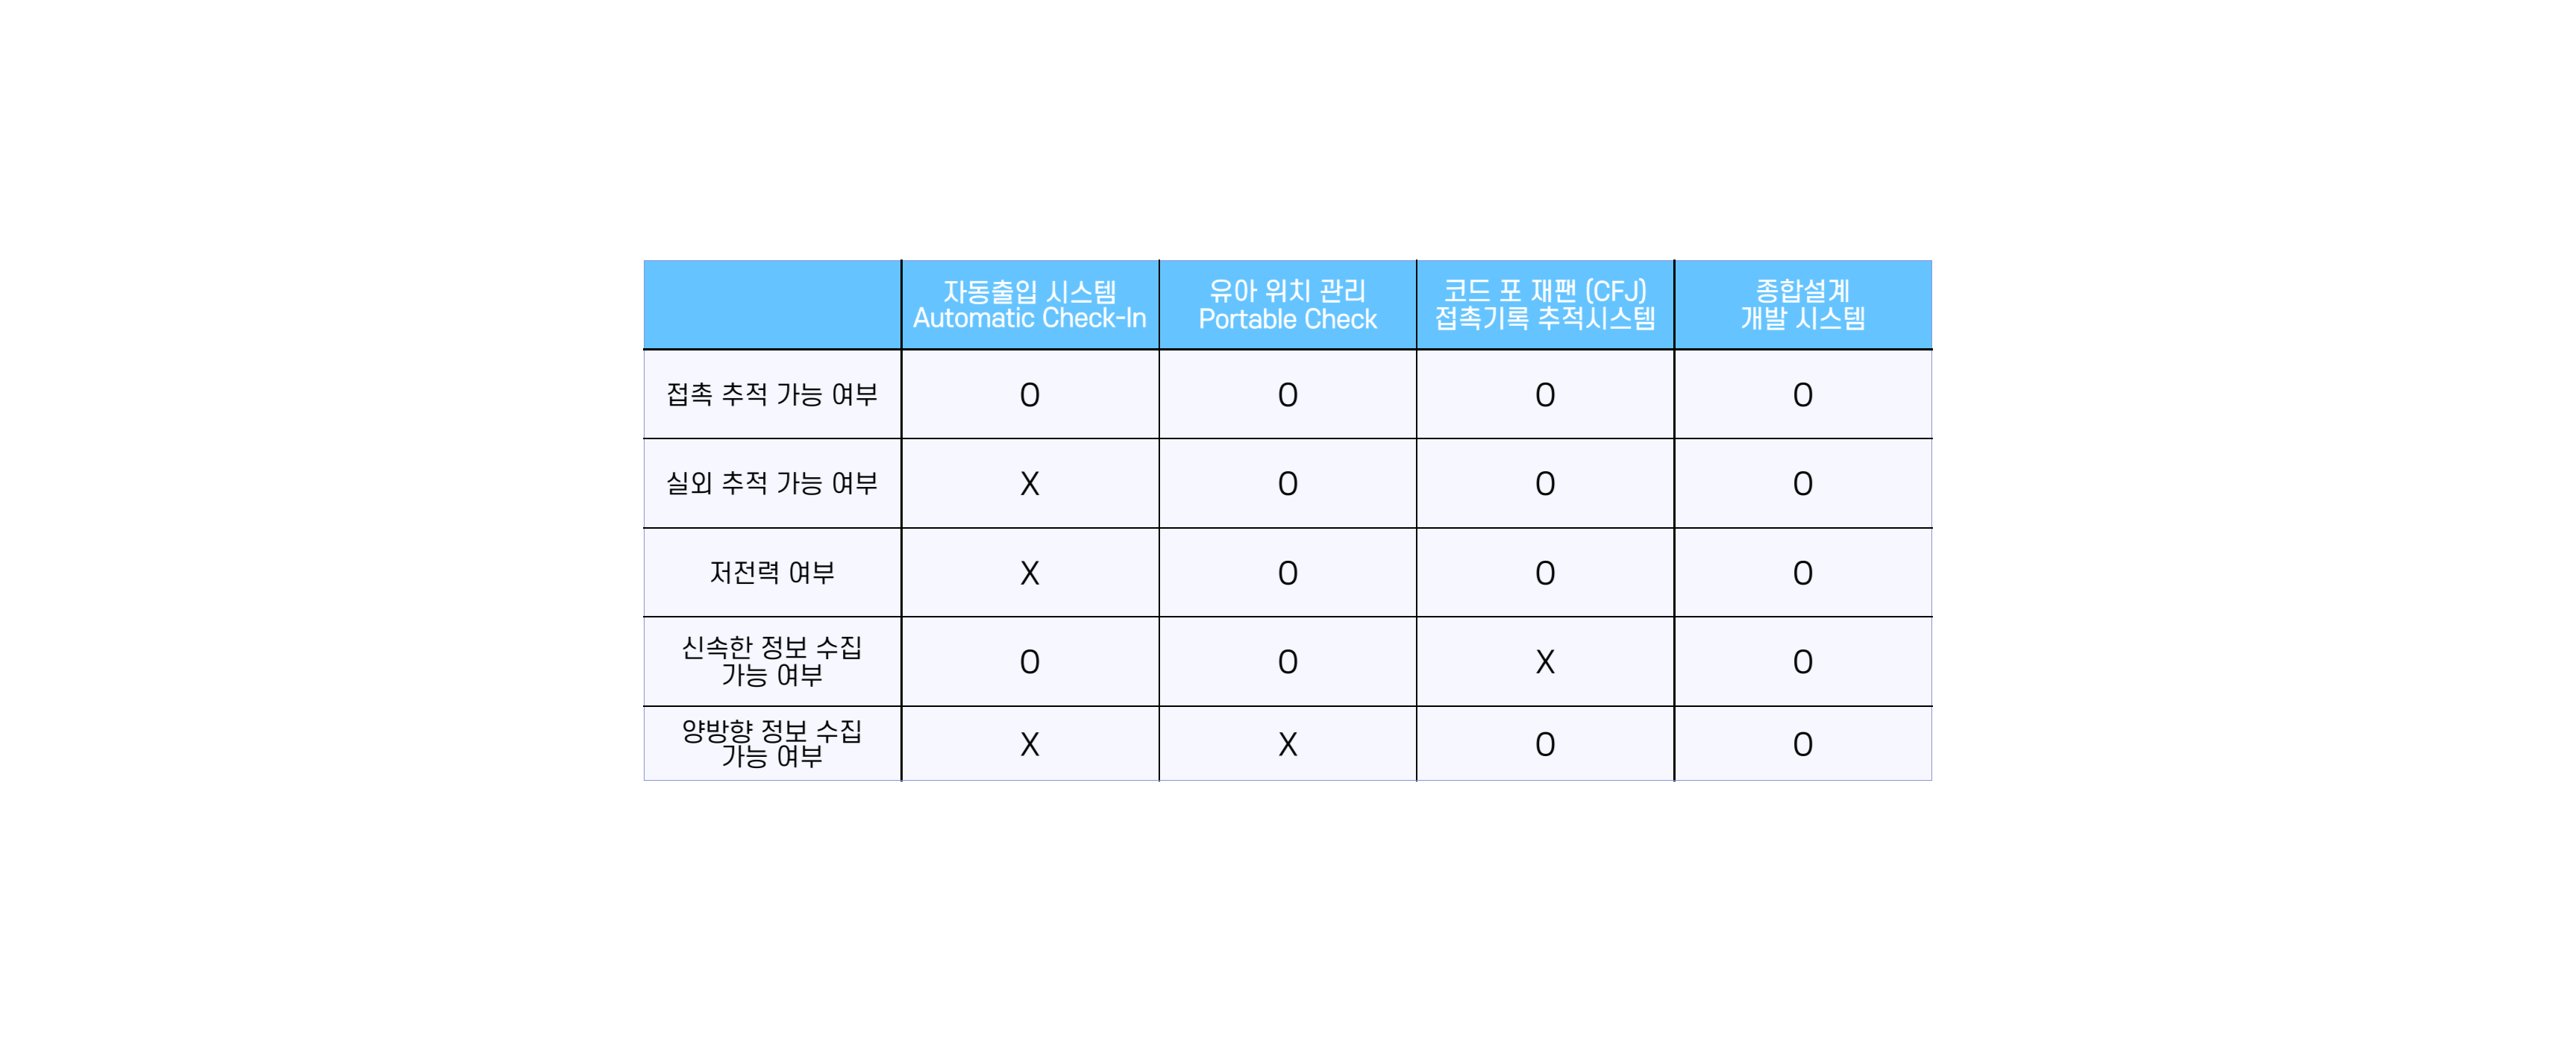 자동출입 시스템
Automatic Check-In
유아 위치 관리
Portable Check
코드 포 재팬 (CFJ)
접촉기록 추적시스템
종합설계
개발 시스템
접촉 추적 가능 여부
O
O
O
O
실외 추적 가능 여부
X
O
O
O
저전력 여부
X
O
O
O
신속한 정보 수집
가능 여부
O
O
X
O
양방향 정보 수집
가능 여부
X
X
O
O